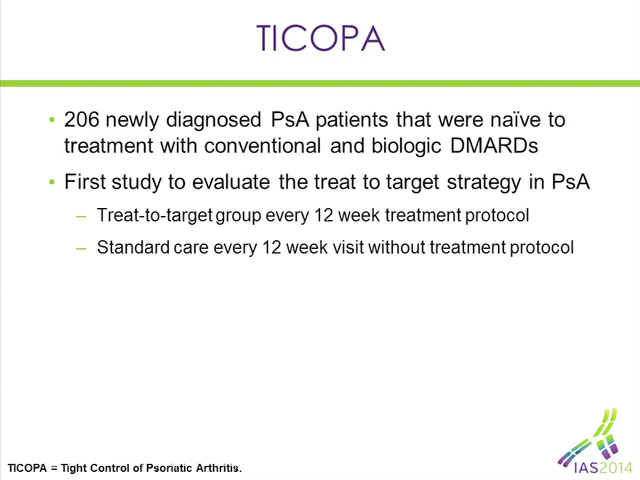 TICOPA
• 206 newly diagnosed PsA patients that were naïve to
treatment with conventional and biologic DMARDs
• First study to evaluate the treat to target strategy in PsA
– Treat-to-target group every 12 week treatment protocol
– Standard care every 12 week visit without treatment protocol
TICOPA = Tight Control of Psoriatic Arthritis.
IAS2014